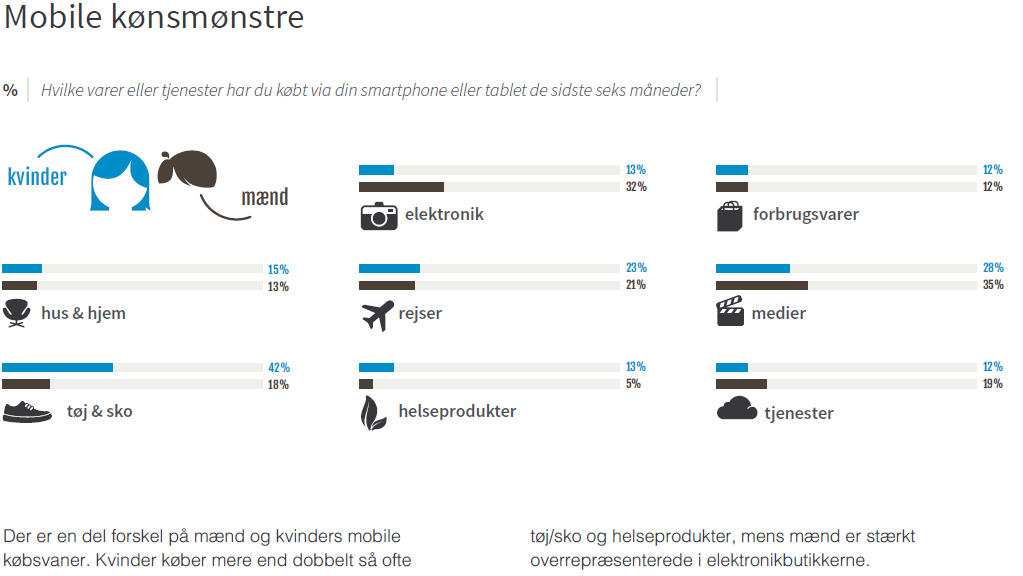 Mobile kønsmønstre
% Hvilke varer eller tjenester har du købt via din smartphone eller tablet de sidste seks måneder?
kvinder
mænd
13%
32%
elektronik
12%
12%
forbrugsvarer
15%
13%
hus & hjem
23%
21%
rejser
28%
35%
medier
42%
18%
tøj & sko
13%
5%
helseprodukter
12%
19%
tjenester
Der er en del forskel på mænd og kvinders mobile
købsvaner. Kvinder køber mere end dobbelt så ofte
tøj/sko og helseprodukter, mens mænd er stærkt
overrepræsenterede i elektronikbutikkerne.